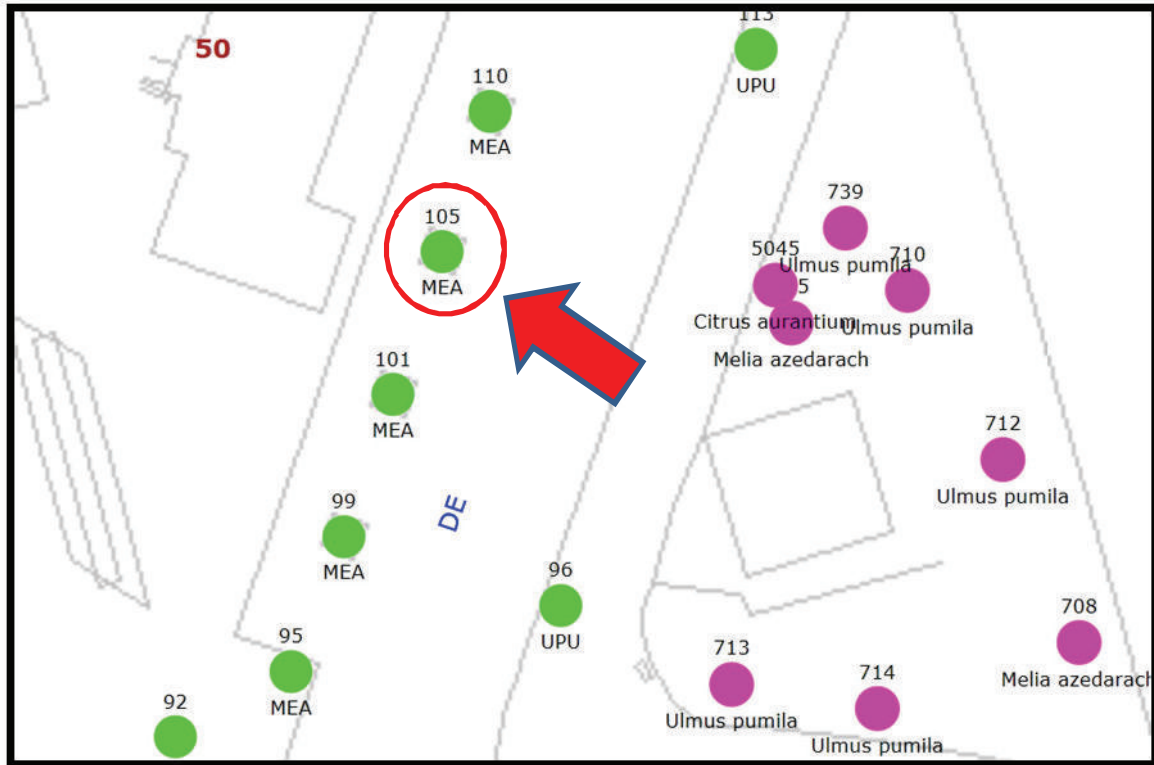 113
50
UPU
110
MEA
739
105
5045
Ulmus pumila
710
MEA
5
Citrus aurantium
Ulmus pumila
Melia azedarach
101
MEA
712
Ulmus pumila
99
DE
MEA
96
UPU
708
95
713
714
Melia azedarach
MEA
92
Ulmus pumila
Ulmus pumila